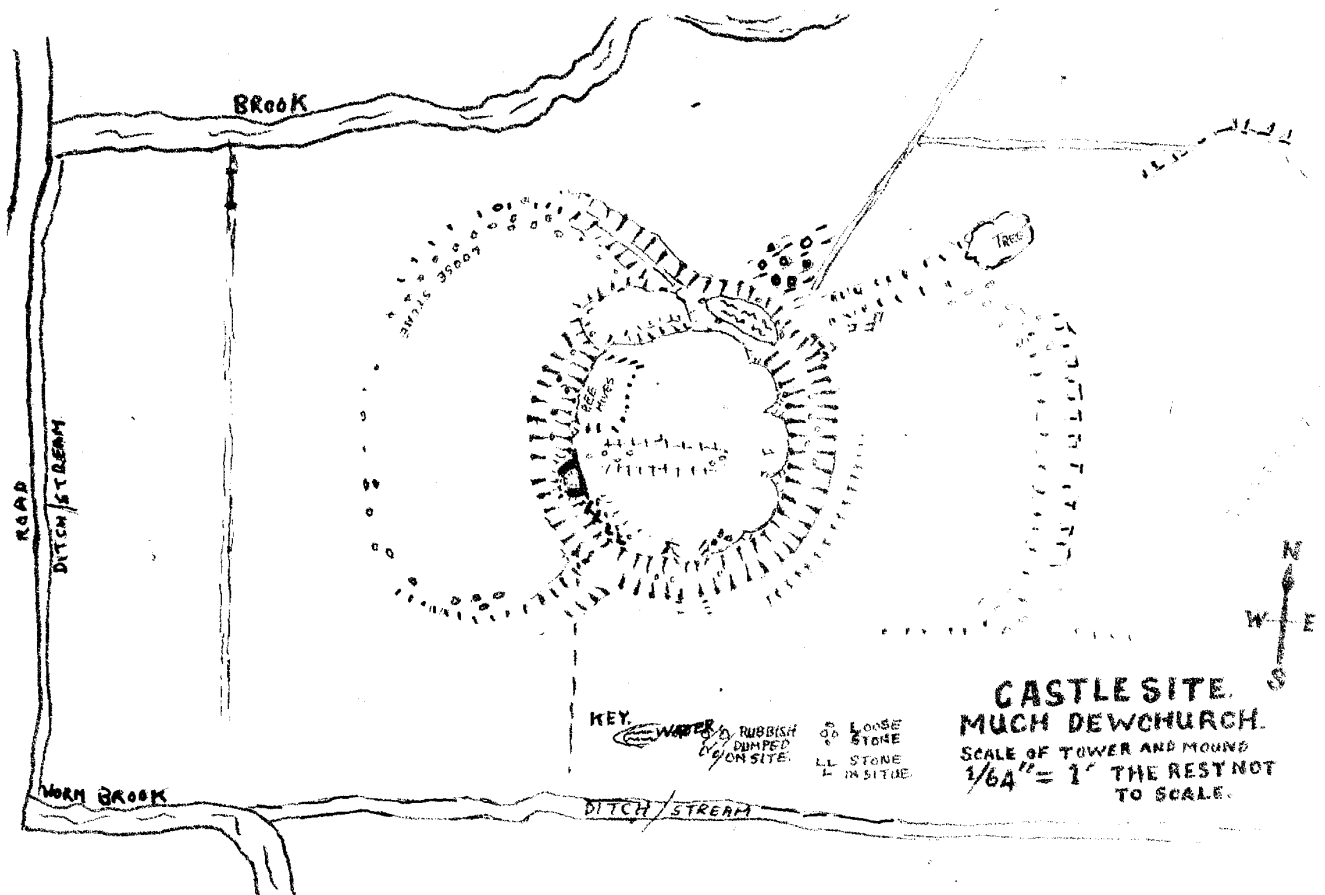 BROOK
TREE
LOOSE STONE
BEE
HIVES
ROAD
DITCH/STREAM
N
W E
S
CASTLE SITE.
MUCH DEWCHURCH.
SCALE OF TOWER AND MOUND
1/64" = 1' THE REST NOT
TO SCALE.
KEY.
WATER
RUBBISH
DUMPED
ON SITE.
LOOSE
STONE
STONE
IN SITUE.
WORM BROOK
DITCH/STREAM